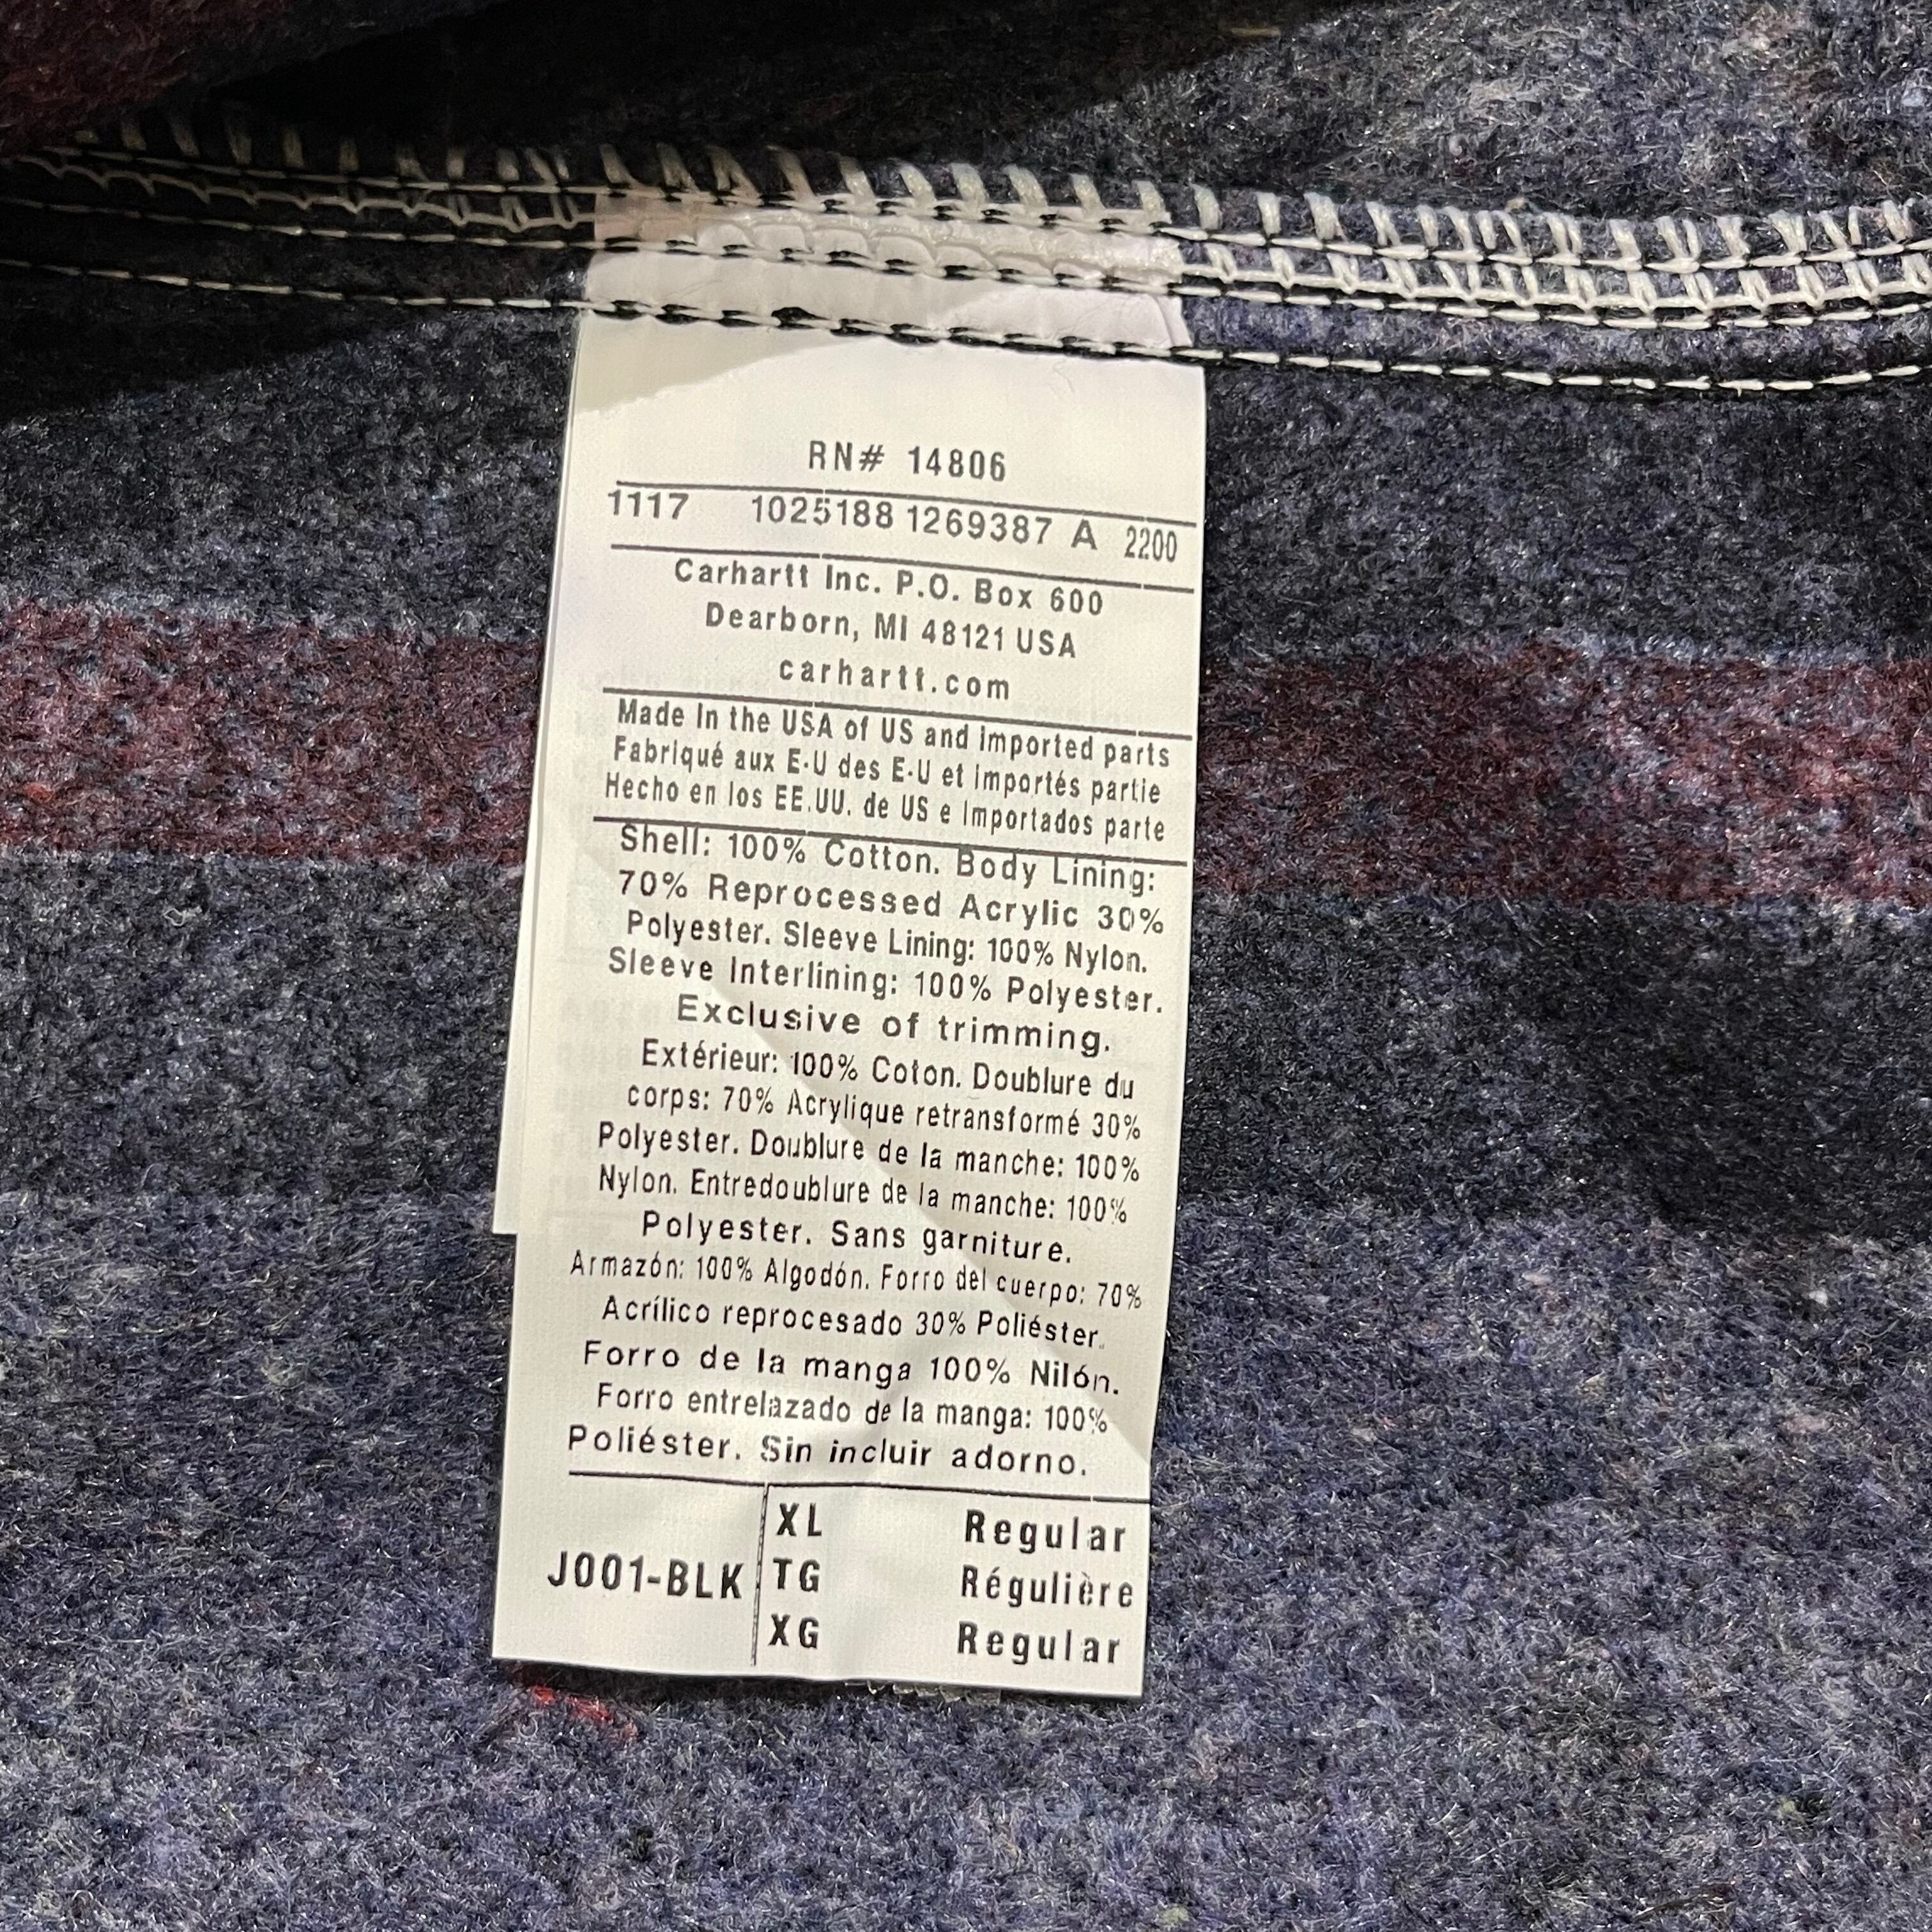 RN# 14806
1117 1025188 1269387 A 2200
Carhartt Inc. P.O. Box 600
Dearborn, MI 48121 USA
carhartt.com
Made In the USA of US and imported parts
Fabriqué aux E-U des E-U et importés partie
Hecho en los EE.UU. de US e Importados parte
Shell: 100% Cotton. Body Lining:
70% Reprocessed Acrylic 30%
Polyester. Sleeve Lining: 100% Nylon.
Sleeve Interlining: 100% Polyester.
Exclusive of trimming.
Extérieur: 100% Coton. Doublure du
corps: 70% Acrylique retransformé 30%
Polyester. Doublure de la manche: 100%
Nylon. Entredoublure de la manche: 100%
Polyester. Sans garniture.
Armazón: 100% Algodón. Forro del cuerpo: 70%
Acrílico reprocesado 30% Poliéster.
Forro de la manga 100% Nilón.
Forro entrelazado de la manga: 100%
Poliéster. Sin incluir adorno.
XL Regular
J001-BLK TG Régulière
XG Regular